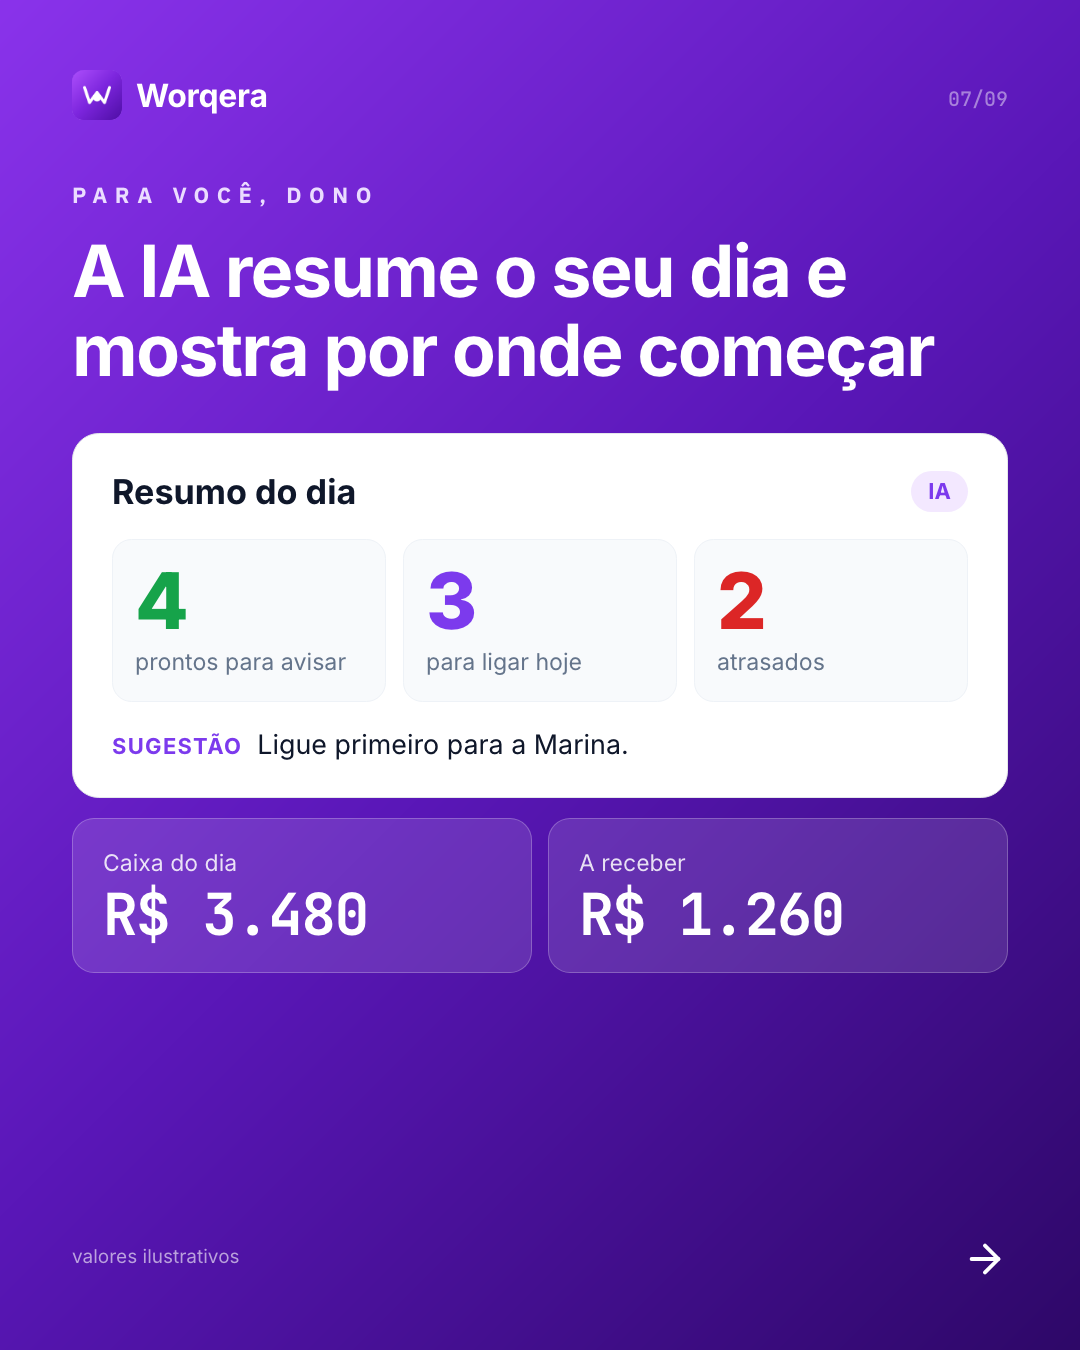 Worqera
07/09
PARA VOCÊ, DONO
A IA resume o seu dia e
mostra por onde começar
Resumo do dia
IA
4
prontos para avisar
3
para ligar hoje
2
atrasados
SUGESTÃO Ligue primeiro para a Marina.
Caixa do dia
R$ 3.480
A receber
R$ 1.260
valores ilustrativos